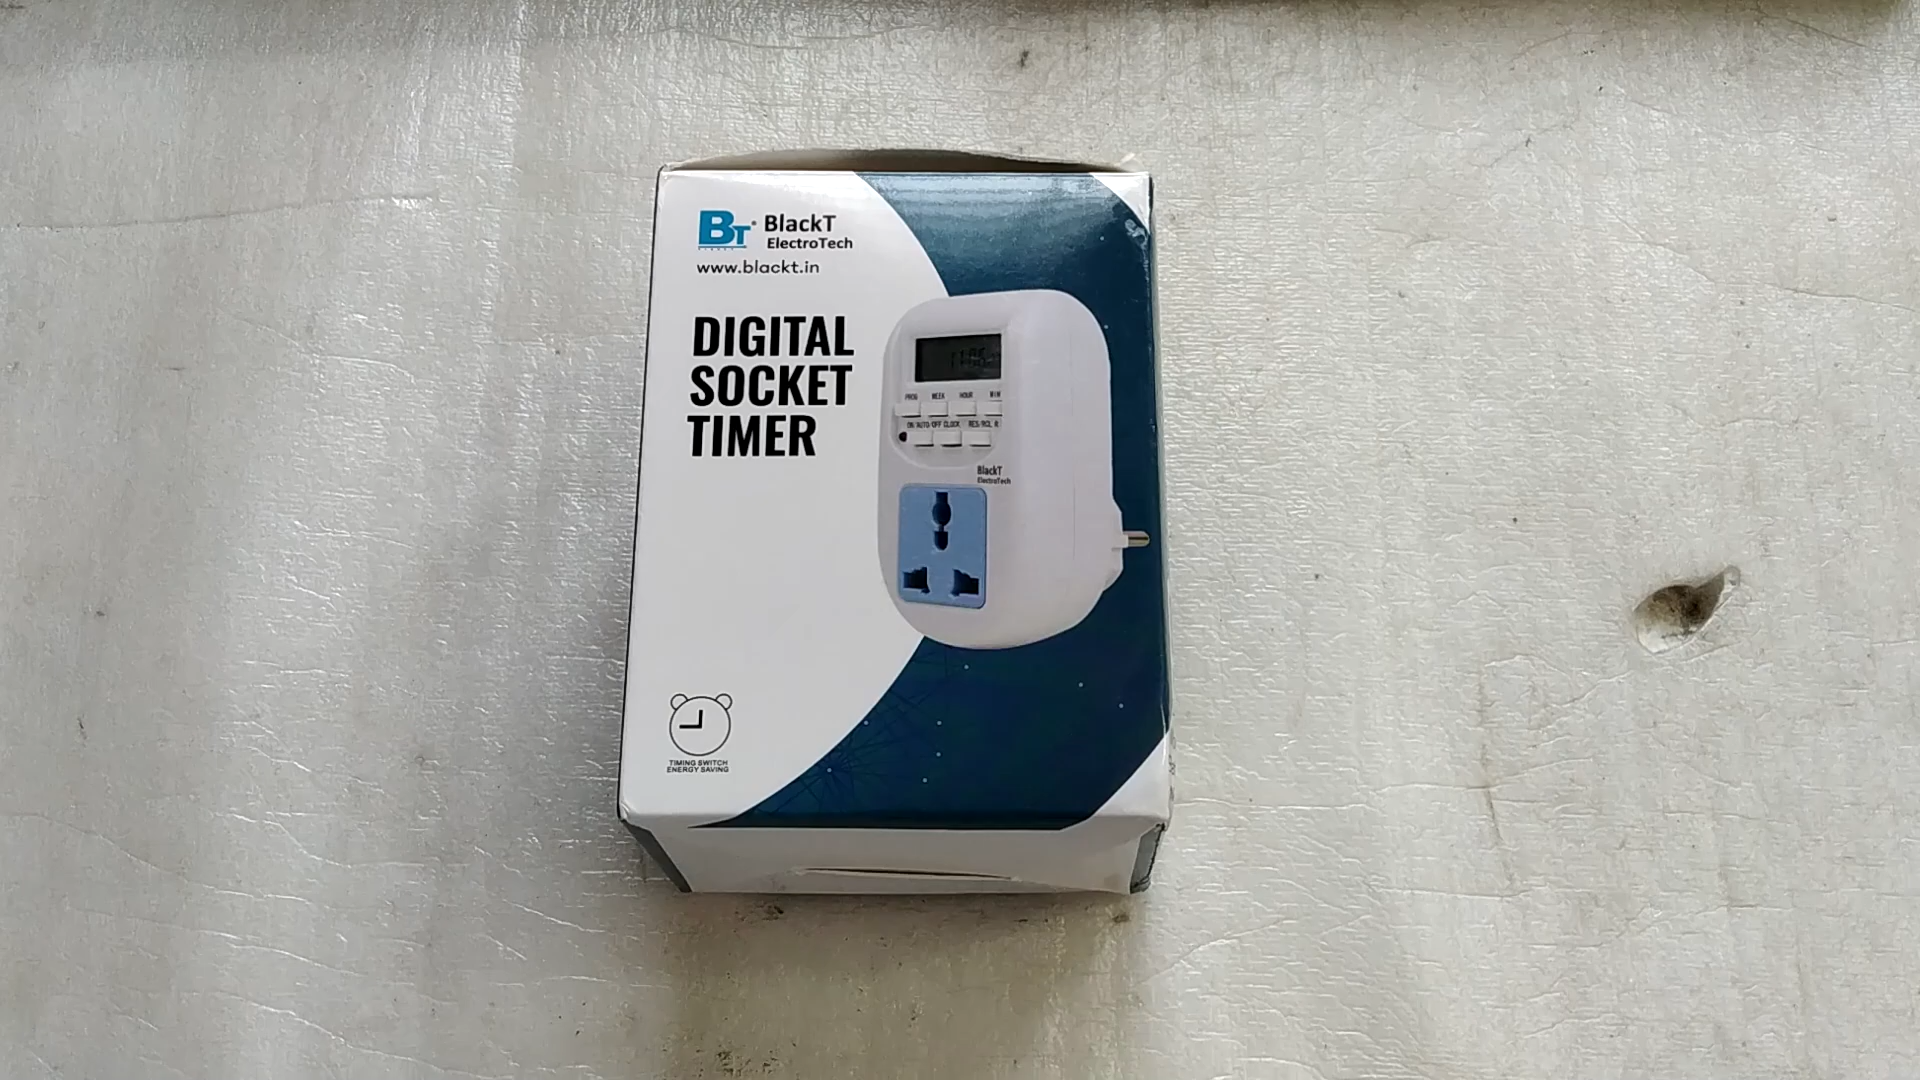 BT BlackT
ElectroTech
www.blackt.in
DIGITAL
SOCKET
TIMER
PROG WEEK HOUR MIN
ON/AUTO/OFF CLOCK RES/RCL R
BlackT
ElectroTech
TIMING SWITCH
ENERGY SAVING